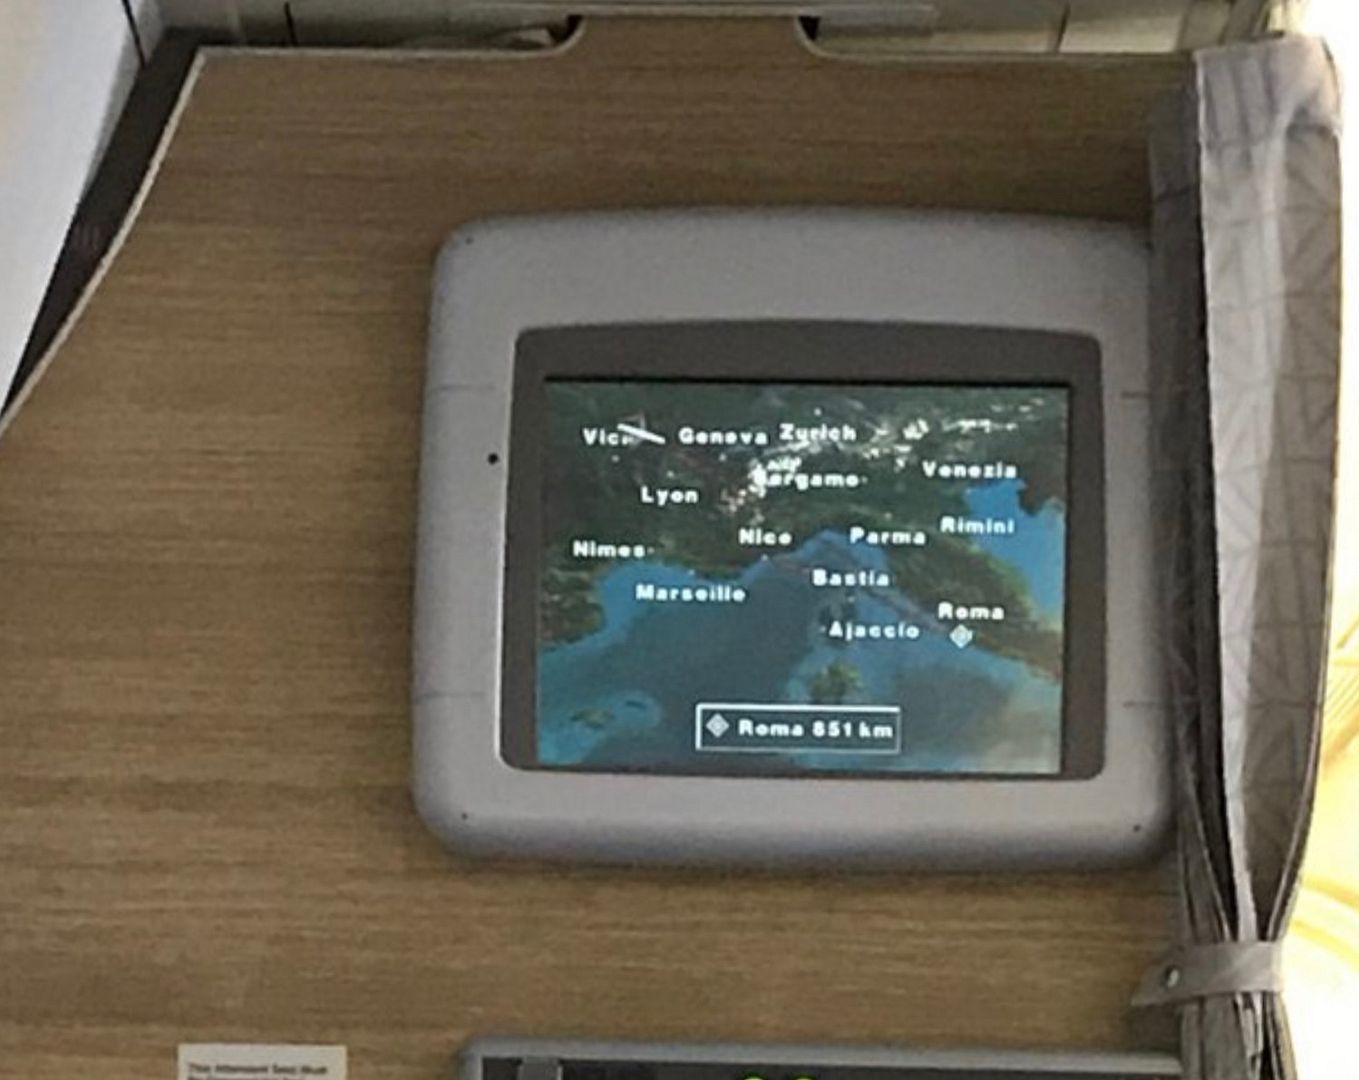 Geneva Zurich
Bergamo
Venezia
Lyon
Nice
Parma
Rimini
Nimes
Bastia
Marseille
Roma
Ajaccio
Roma 851 km